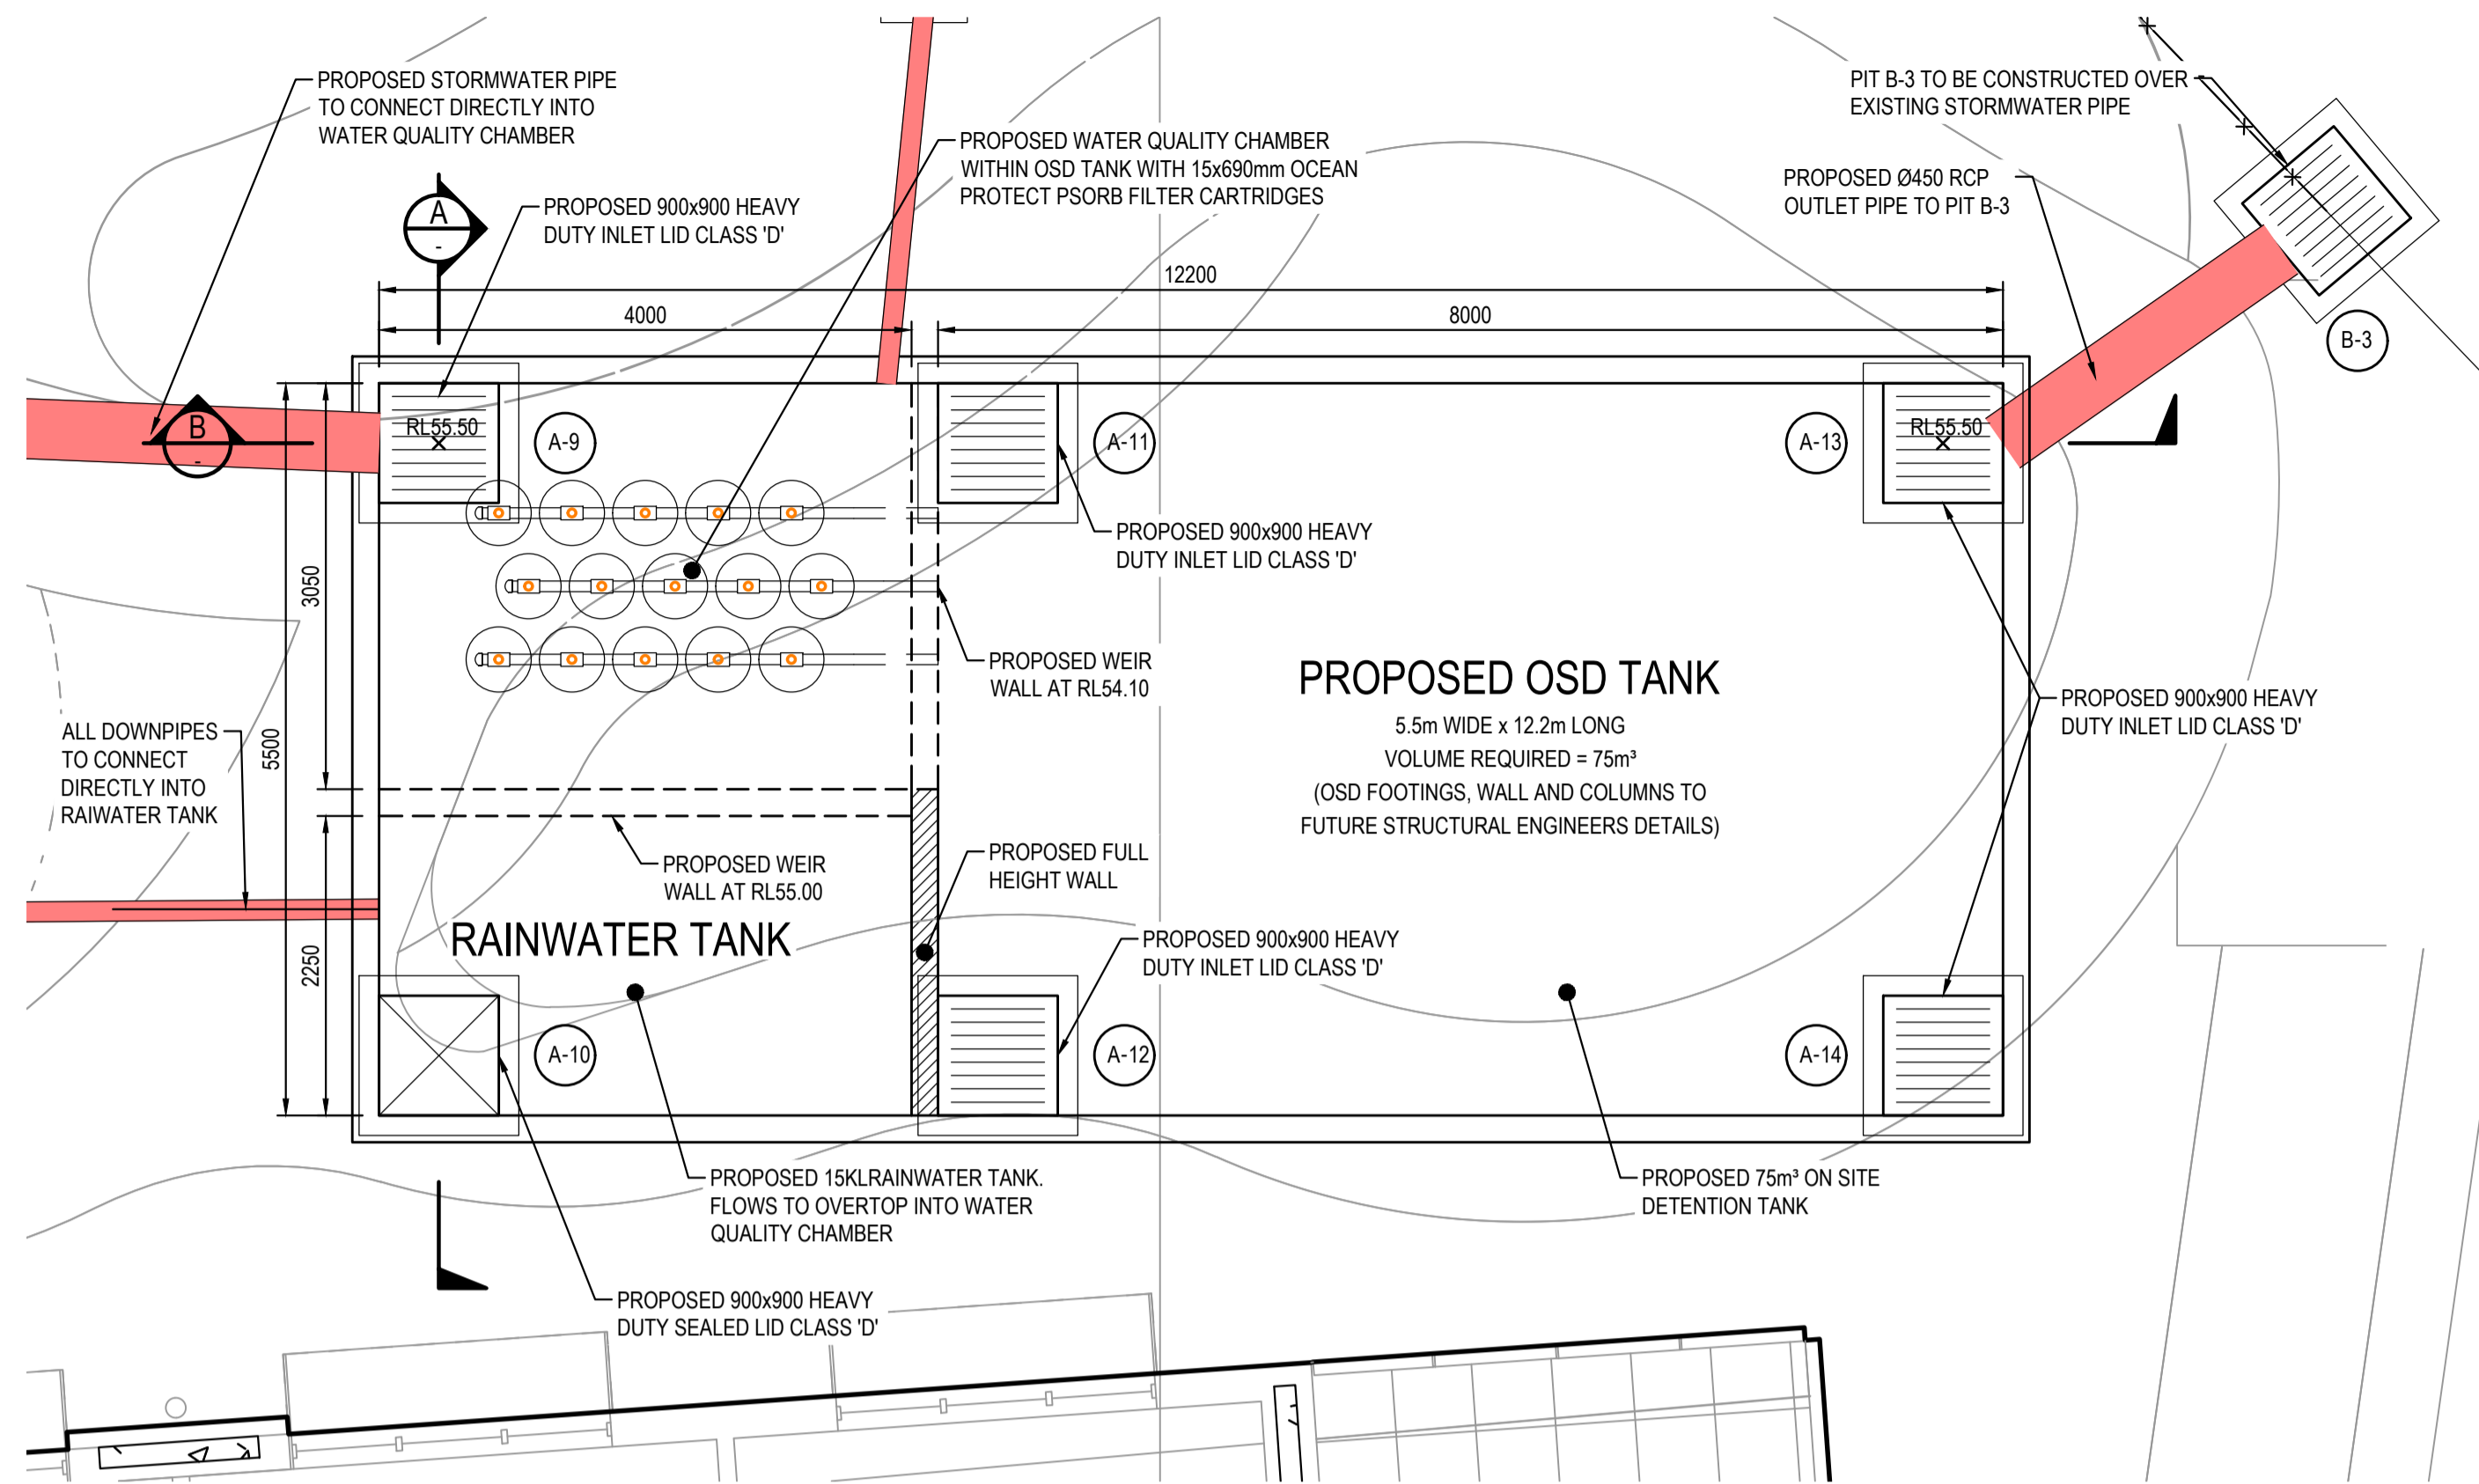 PROPOSED STORMWATER PIPE
TO CONNECT DIRECTLY INTO
WATER QUALITY CHAMBER
A
-
PROPOSED 900x900 HEAVY
DUTY INLET LID CLASS 'D'
PROPOSED WATER QUALITY CHAMBER
WITHIN OSD TANK WITH 15x690mm OCEAN
PROTECT PSORB FILTER CARTRIDGES
PIT B-3 TO BE CONSTRUCTED OVER
EXISTING STORMWATER PIPE
PROPOSED Ø450 RCP
OUTLET PIPE TO PIT B-3
B-3
12200
4000
8000
B
-
RL55.50
A-9
A-11
A-13
RL55.50
PROPOSED 900x900 HEAVY
DUTY INLET LID CLASS 'D'
3050
5500
2250
PROPOSED WEIR
WALL AT RL54.10
PROPOSED OSD TANK
5.5m WIDE x 12.2m LONG
VOLUME REQUIRED = 75m³
(OSD FOOTINGS, WALL AND COLUMNS TO
FUTURE STRUCTURAL ENGINEERS DETAILS)
PROPOSED 900x900 HEAVY
DUTY INLET LID CLASS 'D'
ALL DOWNPIPES
TO CONNECT
DIRECTLY INTO
RAIWATER TANK
PROPOSED WEIR
WALL AT RL55.00
PROPOSED FULL
HEIGHT WALL
RAINWATER TANK
PROPOSED 900x900 HEAVY
DUTY INLET LID CLASS 'D'
A-10
A-12
A-14
PROPOSED 15KLRAINWATER TANK.
FLOWS TO OVERTOP INTO WATER
QUALITY CHAMBER
PROPOSED 75m³ ON SITE
DETENTION TANK
PROPOSED 900x900 HEAVY
DUTY SEALED LID CLASS 'D'